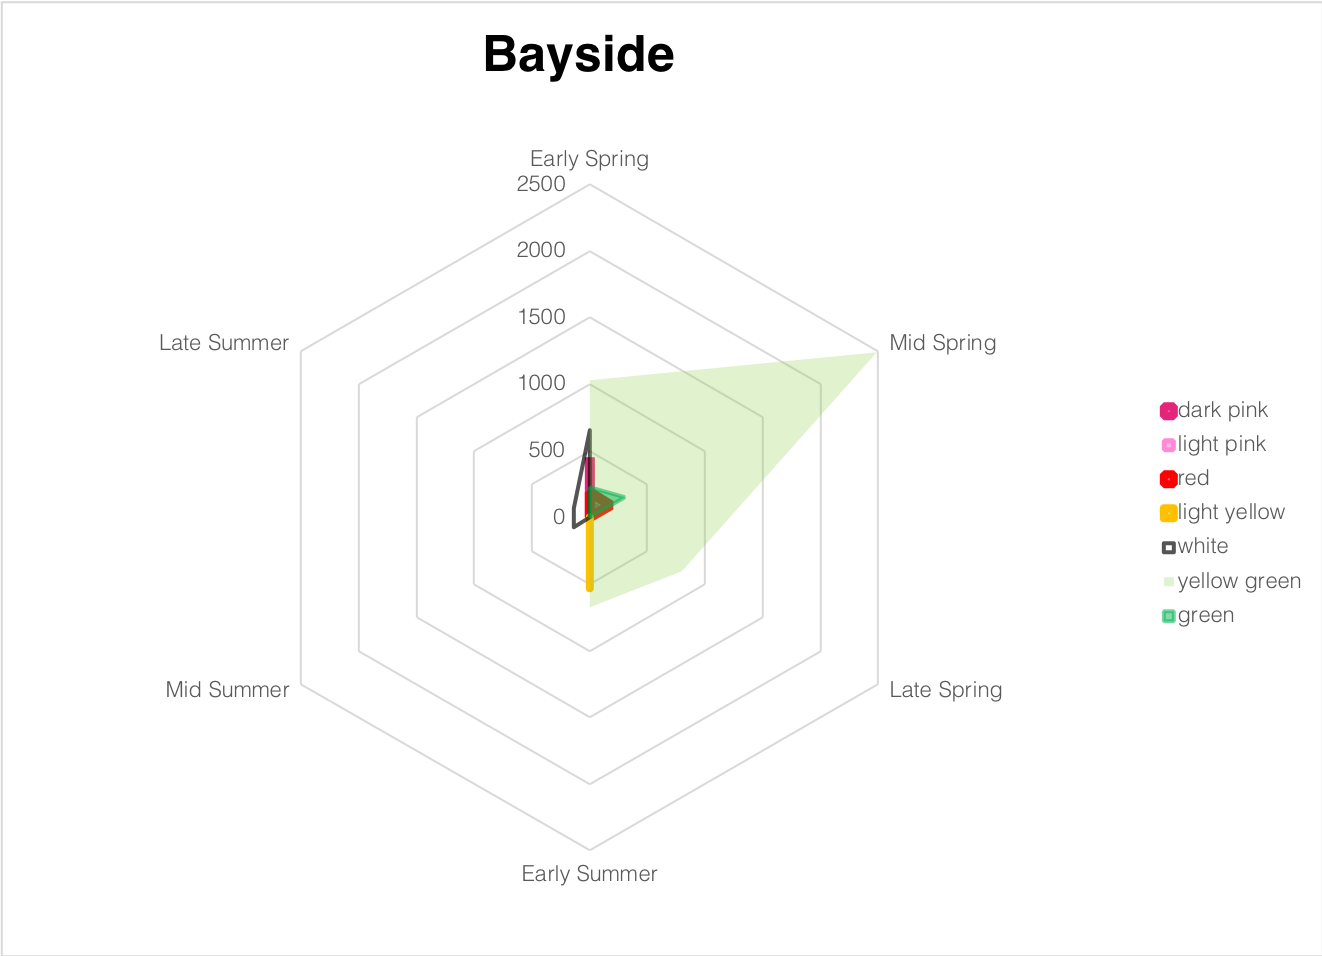 Bayside
Early Spring
2500
2000
1500
1000
500
0
Late Summer
Mid Spring
Mid Summer
Late Spring
Early Summer
dark pink
light pink
red
light yellow
white
yellow green
green